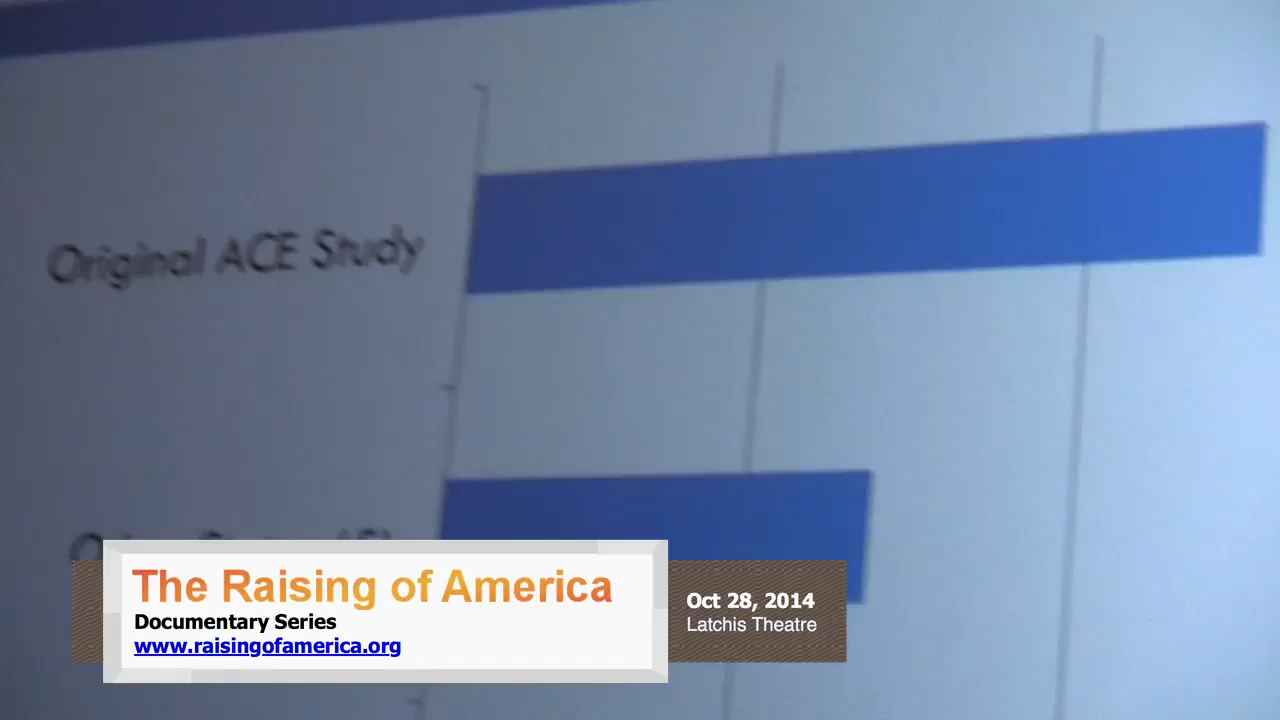 Original ACE Study
The Raising of America
Documentary Series
www.raisingofamerica.org
Oct 28, 2014
Latchis Theatre